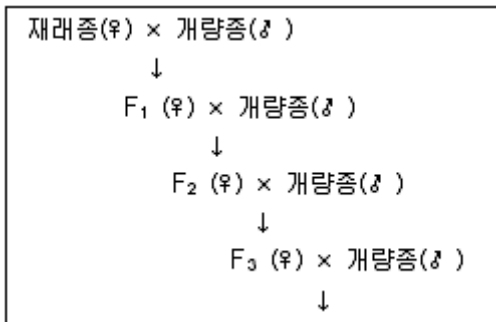 재래종(♀) × 개량종(♂)
↓
F₁ (♀) × 개량종(♂)
↓
F₂ (♀) × 개량종(♂)
↓
F₃ (♀) × 개량종(♂)
↓